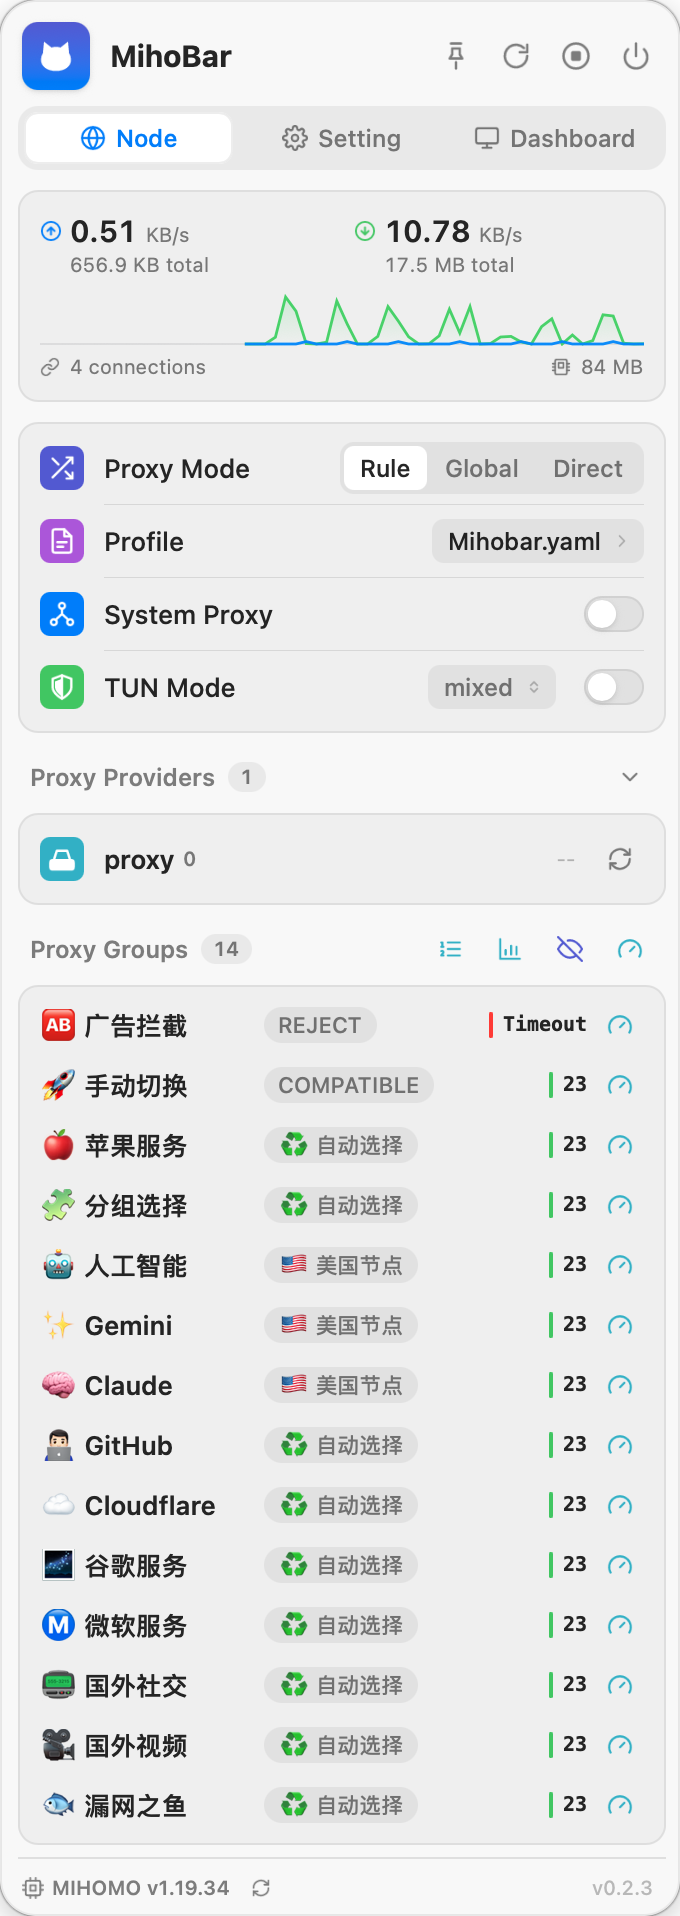 MihoBar
Node Setting Dashboard
0.51 KB/s 10.78 KB/s
656.9 KB total 17.5 MB total
4 connections 84 MB
Proxy Mode Rule Global Direct
Profile Mihobar.yaml
System Proxy
TUN Mode mixed
Proxy Providers 1
proxy 0 --
Proxy Groups 14
AB 广告拦截 REJECT Timeout
手动切换 COMPATIBLE 23
苹果服务 自动选择 23
分组选择 自动选择 23
人工智能 美国节点 23
Gemini 美国节点 23
Claude 美国节点 23
GitHub 自动选择 23
Cloudflare 自动选择 23
谷歌服务 自动选择 23
M 微软服务 自动选择 23
国外社交 自动选择 23
国外视频 自动选择 23
漏网之鱼 自动选择 23
MIHOMO v1.19.34 v0.2.3